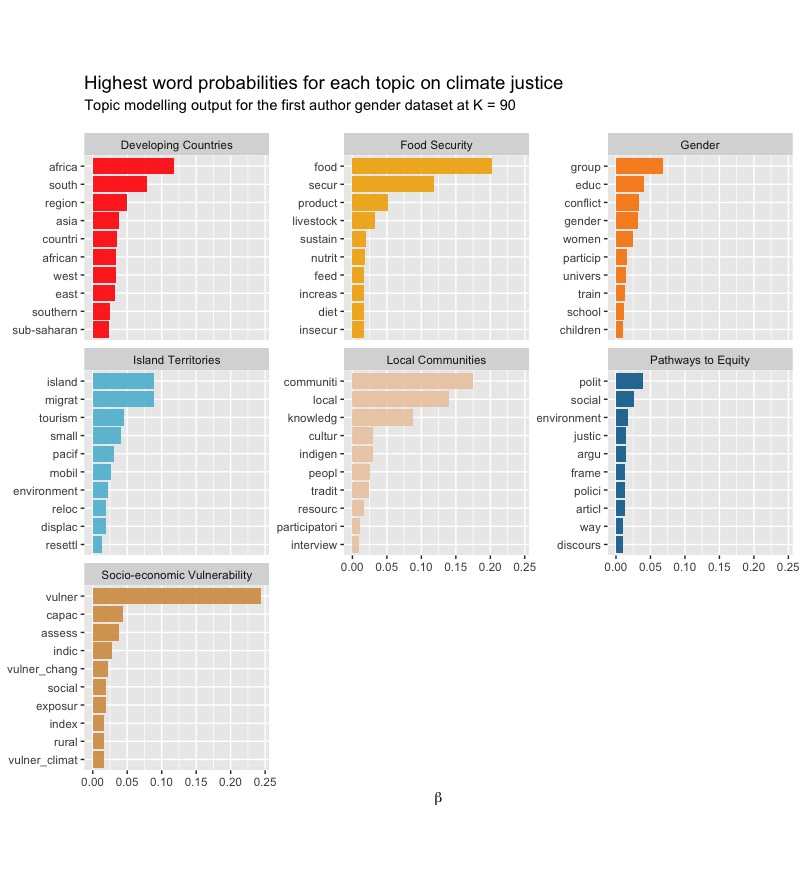 Highest word probabilities for each topic on climate justice
Topic modelling output for the first author gender dataset at K = 90
Developing Countries
africa
south
region
asia
countri
african
west
east
southern
sub-saharan
Food Security
food
secur
product
livestock
sustain
nutrit
feed
increas
diet
insecur
Gender
group
educ
conflict
gender
women
particip
univers
train
school
children
Island Territories
island
migrat
tourism
small
pacif
mobil
environment
reloc
displac
resettl
Local Communities
communiti
local
knowledg
cultur
indigen
peopl
tradit
resourc
participatori
interview
0.00 0.05 0.10 0.15 0.20 0.25
Pathways to Equity
polit
social
environment
justic
argu
frame
polici
articl
way
discours
0.00 0.05 0.10 0.15 0.20 0.25
Socio-economic Vulnerability
vulner
capac
assess
indic
vulner_chang
social
exposur
index
rural
vulner_climat
0.00 0.05 0.10 0.15 0.20 0.25
β